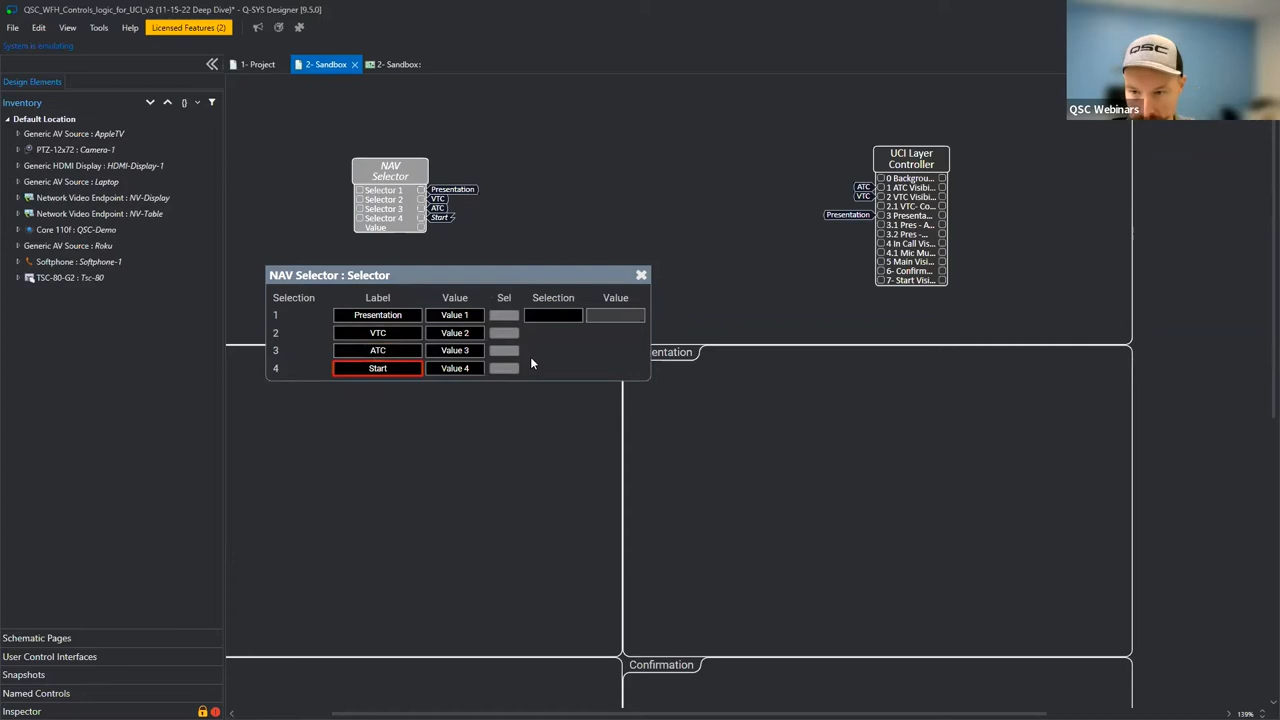 QSC_WFH_Controls_logic_for_UCI_v3 (11-15-22 Deep Dive)* - Q-SYS Designer [9.5.0]
File Edit View Tools Help Licensed Features (2)
System is emulating
1- Project 2- Sandbox 2- Sandbox:
Design Elements
Inventory
Default Location
Generic AV Source : AppleTV
PTZ-12x72 : Camera-1
Generic HDMI Display : HDMI-Display-1
Generic AV Source : Laptop
Network Video Endpoint : NV-Display
Network Video Endpoint : NV-Table
Core 110f : QSC-Demo
Generic AV Source : Roku
Softphone : Softphone-1
TSC-80-G2 : Tsc-80
Schematic Pages
User Control Interfaces
Snapshots
Named Controls
Inspector
NAV
Selector
Selector 1 Presentation
Selector 2 VTC
Selector 3 ATC
Selector 4 Start
Value
UCI Layer
Controller
0 Backgrou...
ATC 1 ATC Visibi...
VTC 2 VTC Visibi...
2.1 VTC- Co...
Presentation 3 Presenta...
3.1 Pres - A...
3.2 Pres -...
4 In Call Vis...
4.1 Mic Mu...
5 Main Visi...
6- Confirm...
7- Start Visi...
NAV Selector : Selector
Selection Label Value Sel Selection Value
1 Presentation Value 1
2 VTC Value 2
3 ATC Value 3
4 Start Value 4
entation
Confirmation
139%
QSC
QSC Webinars